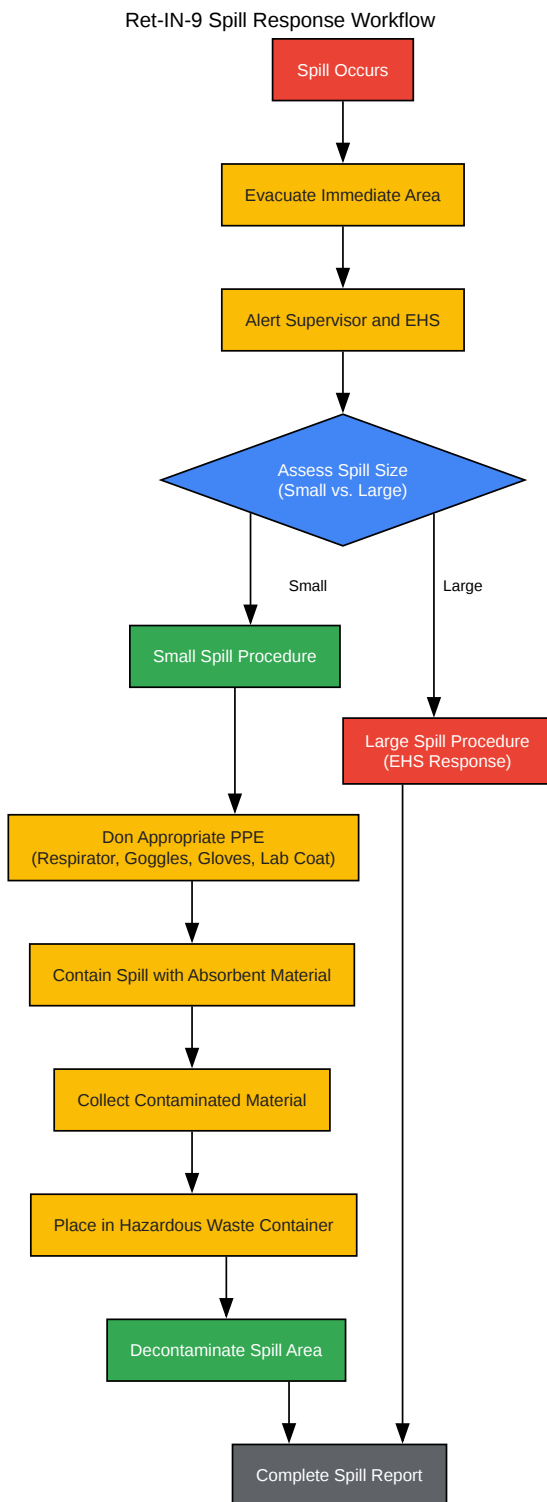 Ret-IN-9 Spill Response Workflow
Spill Occurs
Evacuate Immediate Area
Alert Supervisor and EHS
Assess Spill Size
(Small vs. Large)
Small
Large
Small Spill Procedure
Large Spill Procedure
(EHS Response)
Don Appropriate PPE
(Respirator, Goggles, Gloves, Lab Coat)
Contain Spill with Absorbent Material
Collect Contaminated Material
Place in Hazardous Waste Container
Decontaminate Spill Area
Complete Spill Report